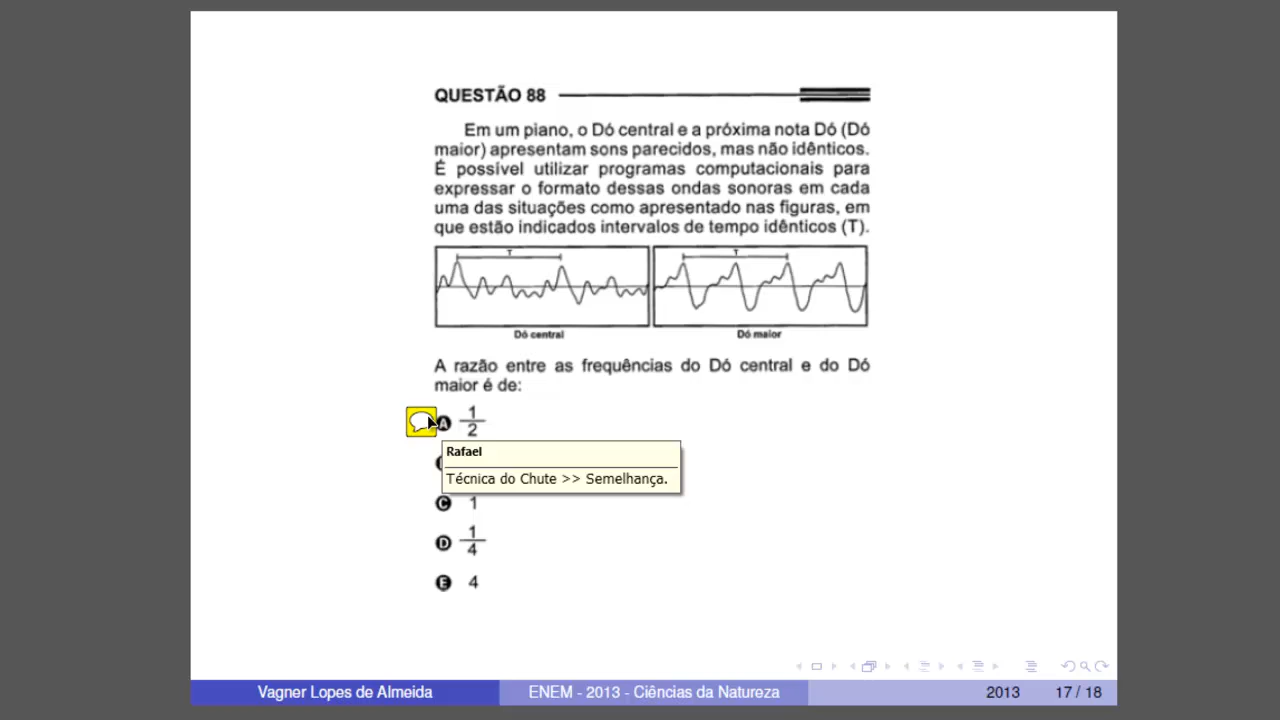 QUESTÃO 88
Em um piano, o Dó central e a próxima nota Dó (Dó
maior) apresentam sons parecidos, mas não idênticos.
É possível utilizar programas computacionais para
expressar o formato dessas ondas sonoras em cada
uma das situações como apresentado nas figuras, em
que estão indicados intervalos de tempo idênticos (T).
T
T
Dó central
Dó maior
A razão entre as frequências do Dó central e do Dó
maior é de:
A 1/2
Rafael
Técnica do Chute >> Semelhança.
C 1
D 1/4
E 4
Vagner Lopes de Almeida
ENEM - 2013 - Ciências da Natureza
2013
17 / 18